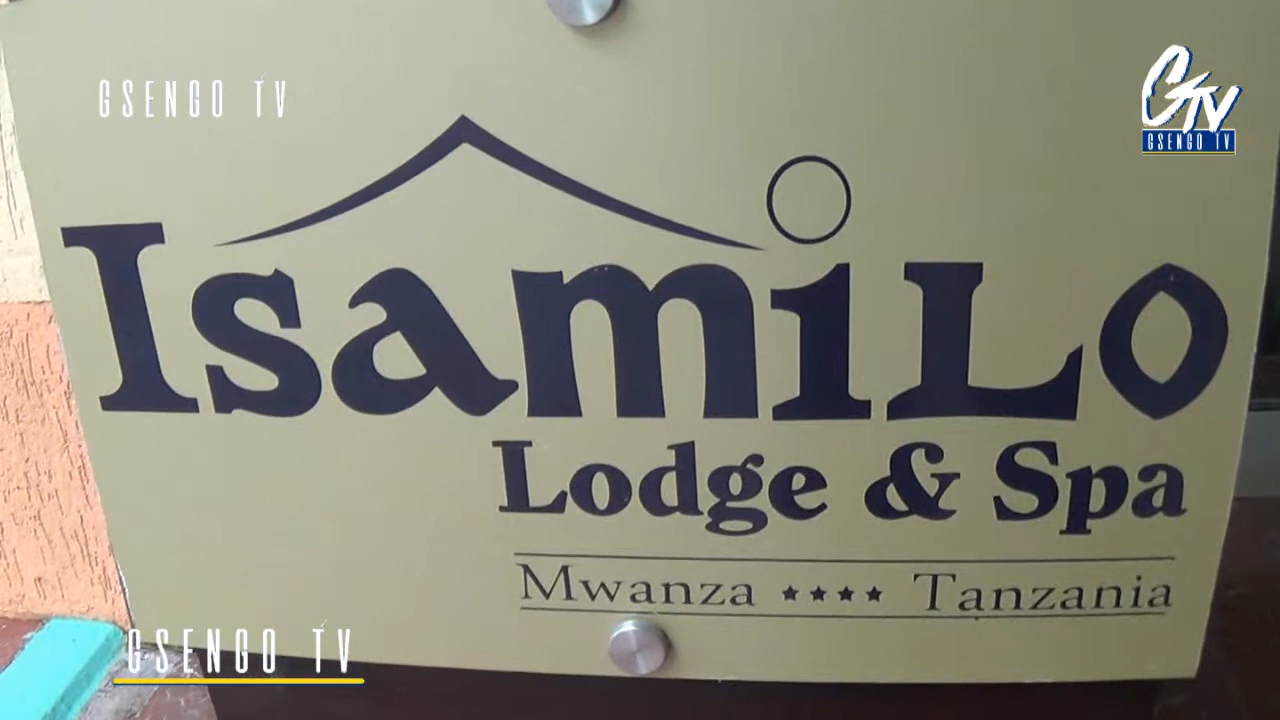 GSENGO TV
GTV
GSENGO TV
IsamiLo
Lodge & Spa
Mwanza ★★★★ Tanzania
GSENGO TV